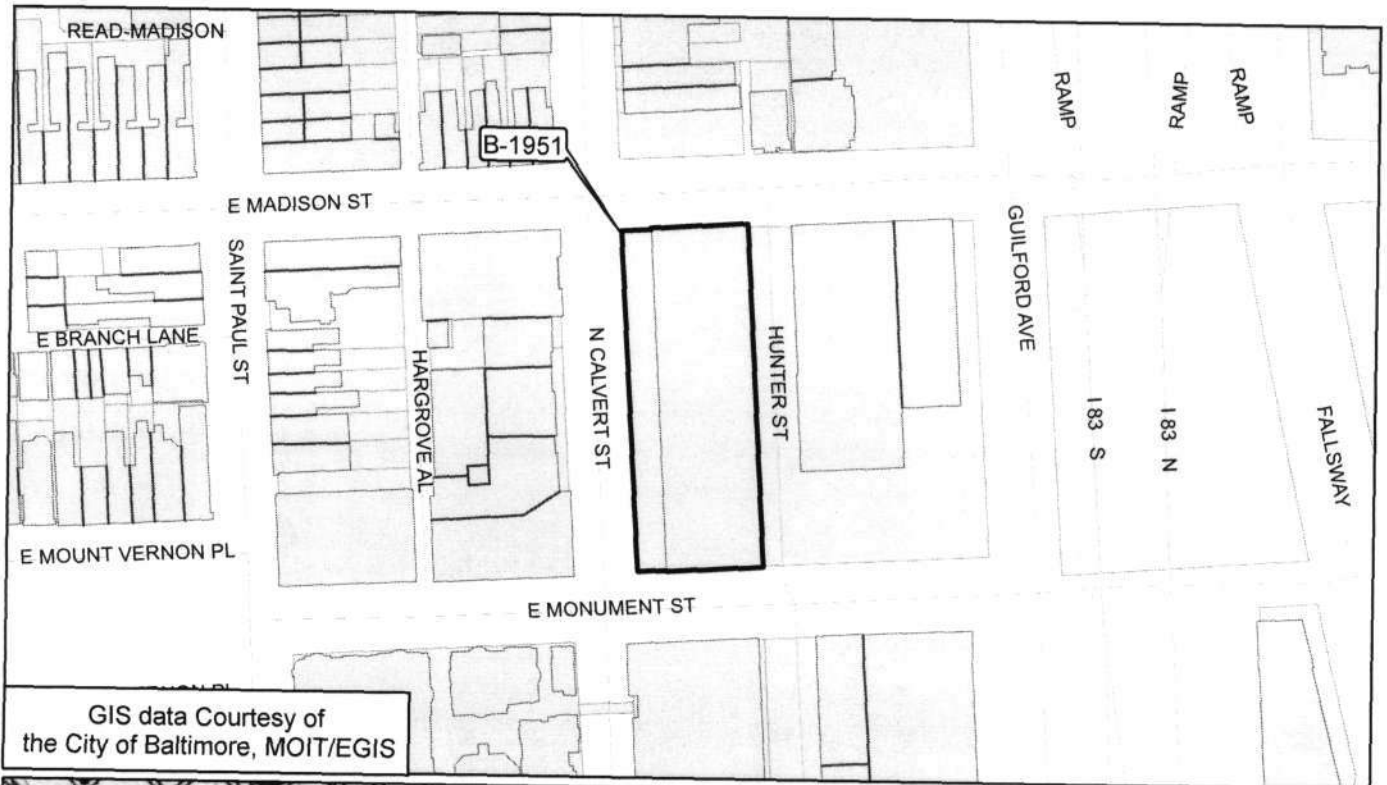 READ-MADISON
RAMP
RAMP
RAMP
B-1951
E MADISON ST
SAINT PAUL ST
GUILFORD AVE
E BRANCH LANE
HARGROVE AL
N CALVERT ST
HUNTER ST
I 83 S
I 83 N
FALLSWAY
E MOUNT VERNON PL
E MONUMENT ST
GIS data Courtesy of
the City of Baltimore, MOIT/EGIS